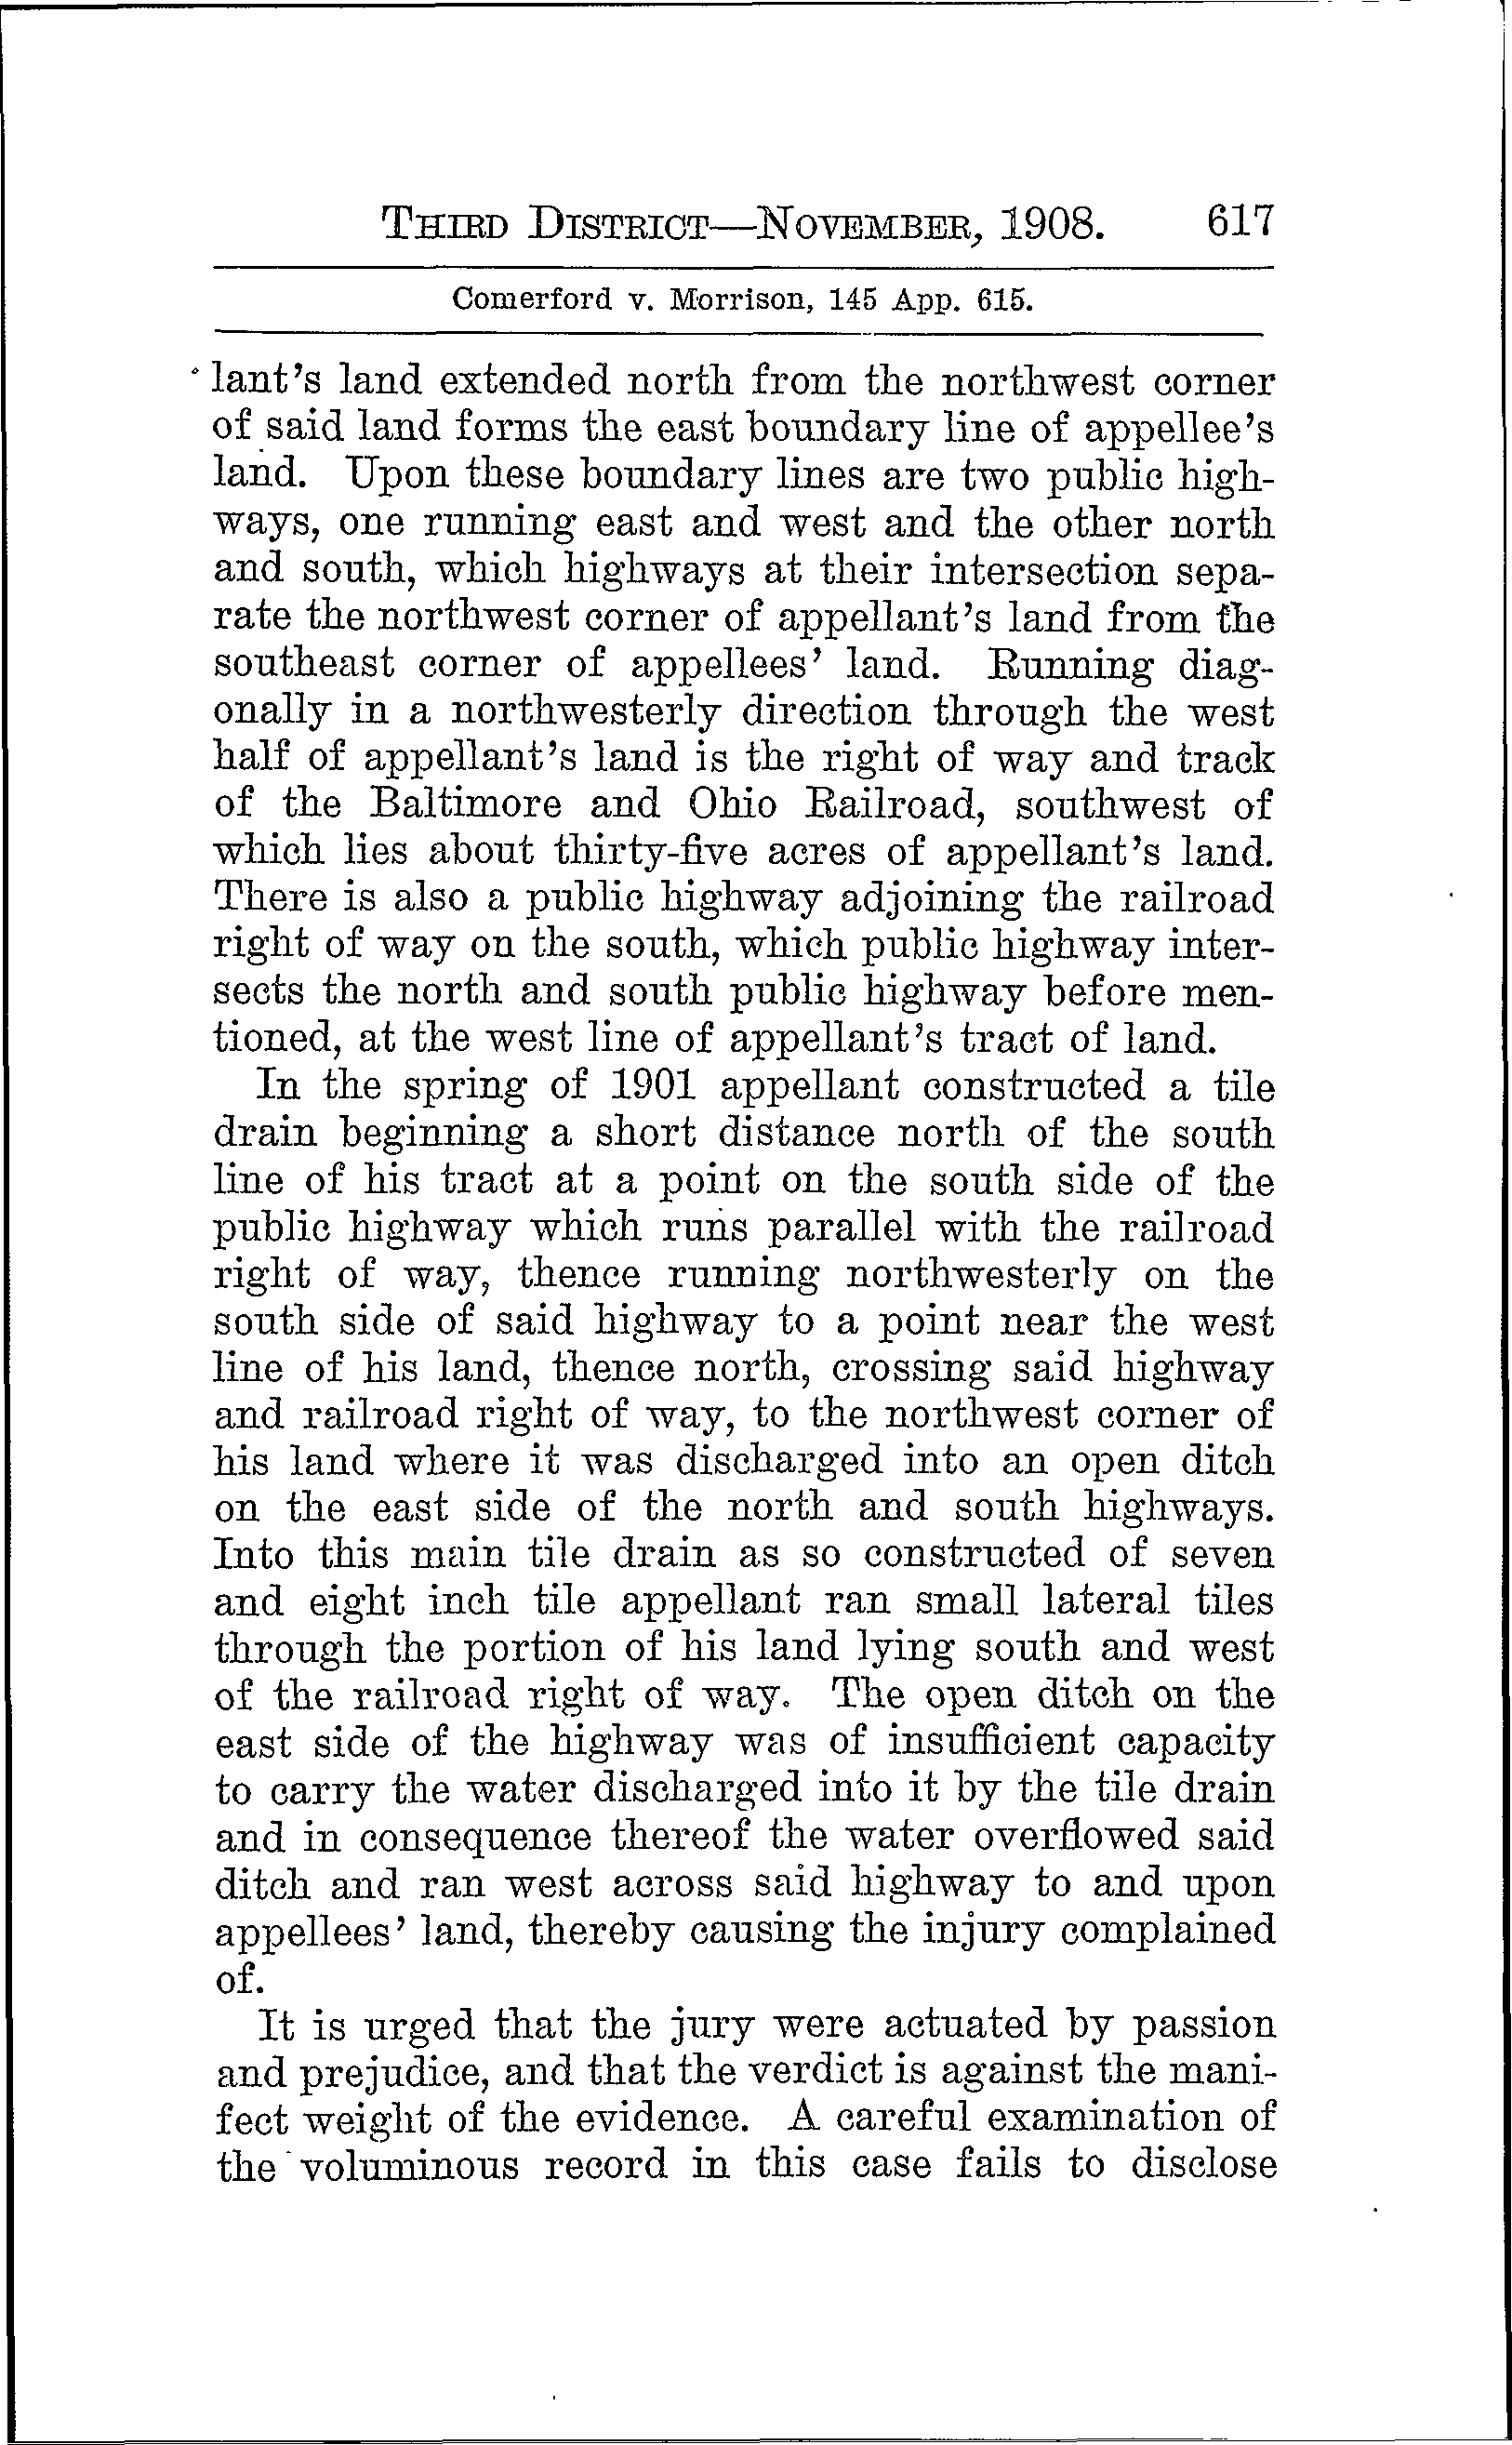 THIRD DISTRICT—NOVEMBER, 1908. 617
Comerford v. Morrison, 145 App. 615.
lant's land extended north from the northwest corner
of said land forms the east boundary line of appellee's
land. Upon these boundary lines are two public high-
ways, one running east and west and the other north
and south, which highways at their intersection sepa-
rate the northwest corner of appellant's land from the
southeast corner of appellees' land. Running diag-
onally in a northwesterly direction through the west
half of appellant's land is the right of way and track
of the Baltimore and Ohio Railroad, southwest of
which lies about thirty-five acres of appellant's land.
There is also a public highway adjoining the railroad
right of way on the south, which public highway inter-
sects the north and south public highway before men-
tioned, at the west line of appellant's tract of land.
In the spring of 1901 appellant constructed a tile
drain beginning a short distance north of the south
line of his tract at a point on the south side of the
public highway which runs parallel with the railroad
right of way, thence running northwesterly on the
south side of said highway to a point near the west
line of his land, thence north, crossing said highway
and railroad right of way, to the northwest corner of
his land where it was discharged into an open ditch
on the east side of the north and south highways.
Into this main tile drain as so constructed of seven
and eight inch tile appellant ran small lateral tiles
through the portion of his land lying south and west
of the railroad right of way. The open ditch on the
east side of the highway was of insufficient capacity
to carry the water discharged into it by the tile drain
and in consequence thereof the water overflowed said
ditch and ran west across said highway to and upon
appellees' land, thereby causing the injury complained
of.
It is urged that the jury were actuated by passion
and prejudice, and that the verdict is against the mani-
fect weight of the evidence. A careful examination of
the voluminous record in this case fails to disclose